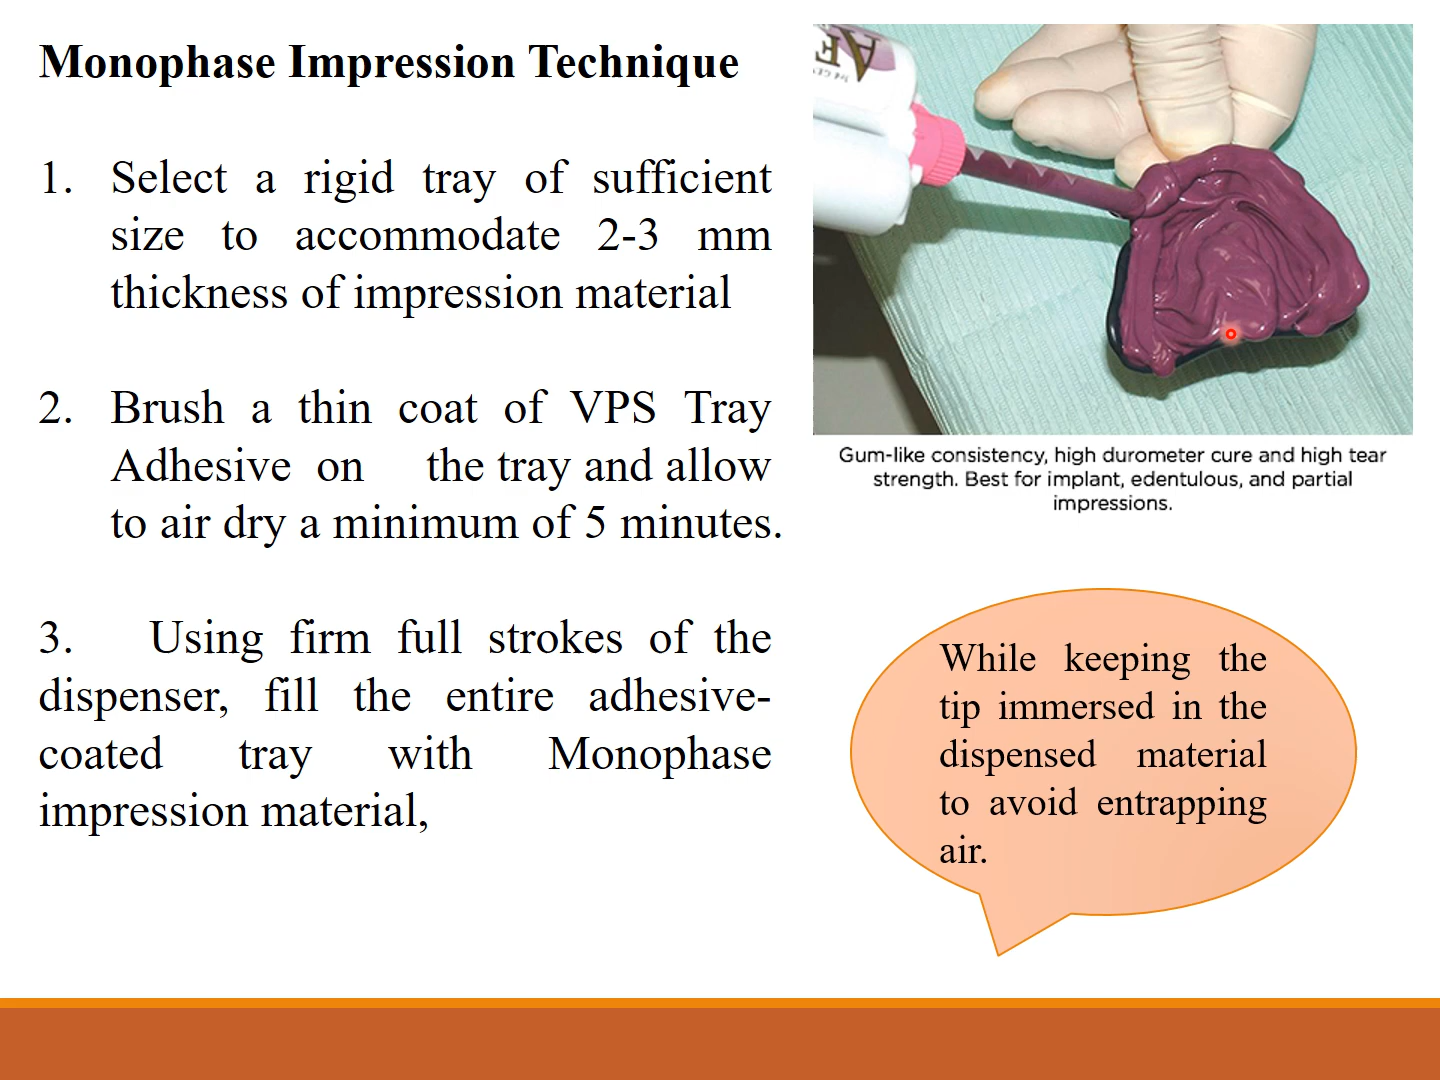 Monophase Impression Technique
1. Select a rigid tray of sufficient
size to accommodate 2-3 mm
thickness of impression material
2. Brush a thin coat of VPS Tray
Adhesive on the tray and allow
to air dry a minimum of 5 minutes.
3. Using firm full strokes of the
dispenser, fill the entire adhesive-
coated tray with Monophase
impression material,
Gum-like consistency, high durometer cure and high tear
strength. Best for implant, edentulous, and partial
impressions.
While keeping the
tip immersed in the
dispensed material
to avoid entrapping
air.